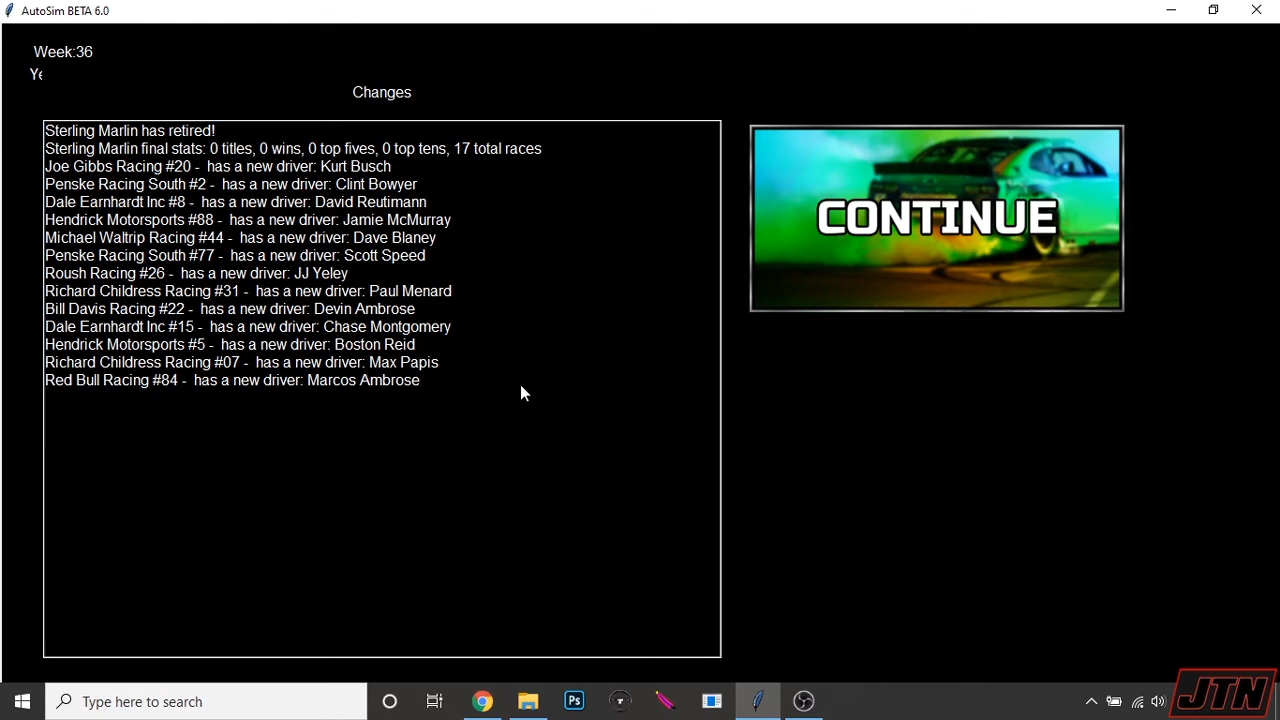 AutoSim BETA 6.0
Week:36
Ye
Changes
Sterling Marlin has retired!
Sterling Marlin final stats: 0 titles, 0 wins, 0 top fives, 0 top tens, 17 total races
Joe Gibbs Racing #20 -  has a new driver: Kurt Busch
Penske Racing South #2 -  has a new driver: Clint Bowyer
Dale Earnhardt Inc #8 -  has a new driver: David Reutimann
Hendrick Motorsports #88 -  has a new driver: Jamie McMurray
Michael Waltrip Racing #44 -  has a new driver: Dave Blaney
Penske Racing South #77 -  has a new driver: Scott Speed
Roush Racing #26 -  has a new driver: JJ Yeley
Richard Childress Racing #31 -  has a new driver: Paul Menard
Bill Davis Racing #22 -  has a new driver: Devin Ambrose
Dale Earnhardt Inc #15 -  has a new driver: Chase Montgomery
Hendrick Motorsports #5 -  has a new driver: Boston Reid
Richard Childress Racing #07 -  has a new driver: Max Papis
Red Bull Racing #84 -  has a new driver: Marcos Ambrose
CONTINUE
Type here to search
Ps
JTN